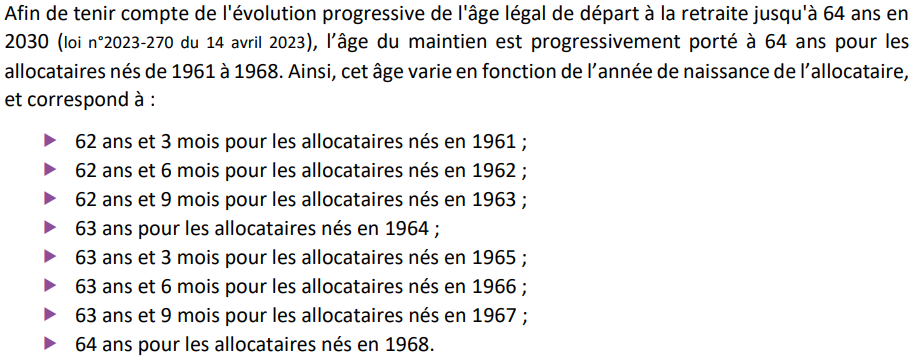 Afin de tenir compte de l'évolution progressive de l'âge légal de départ à la retraite jusqu'à 64 ans en
2030 (loi n°2023-270 du 14 avril 2023), l’âge du maintien est progressivement porté à 64 ans pour les
allocataires nés de 1961 à 1968. Ainsi, cet âge varie en fonction de l’année de naissance de l’allocataire,
et correspond à :
62 ans et 3 mois pour les allocataires nés en 1961 ;
62 ans et 6 mois pour les allocataires nés en 1962 ;
62 ans et 9 mois pour les allocataires nés en 1963 ;
63 ans pour les allocataires nés en 1964 ;
63 ans et 3 mois pour les allocataires nés en 1965 ;
63 ans et 6 mois pour les allocataires nés en 1966 ;
63 ans et 9 mois pour les allocataires nés en 1967 ;
64 ans pour les allocataires nés en 1968.